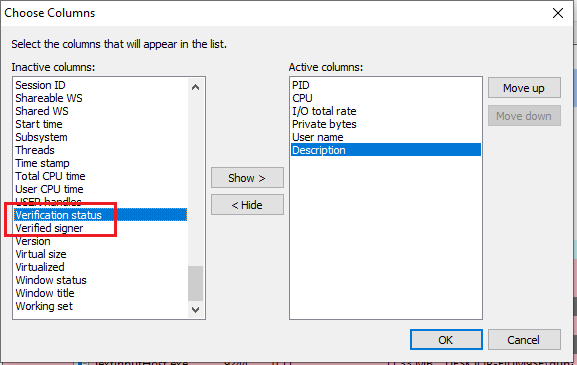 Choose Columns
Select the columns that will appear in the list.
Inactive columns:
Session ID
Shareable WS
Shared WS
Start time
Subsystem
Threads
Time stamp
Total CPU time
User CPU time
USER handles
Verification status
Verified signer
Version
Virtual size
Virtualized
Window status
Window title
Working set
Show >
< Hide
Active columns:
PID
CPU
I/O total rate
Private bytes
User name
Description
Move up
Move down
OK
Cancel